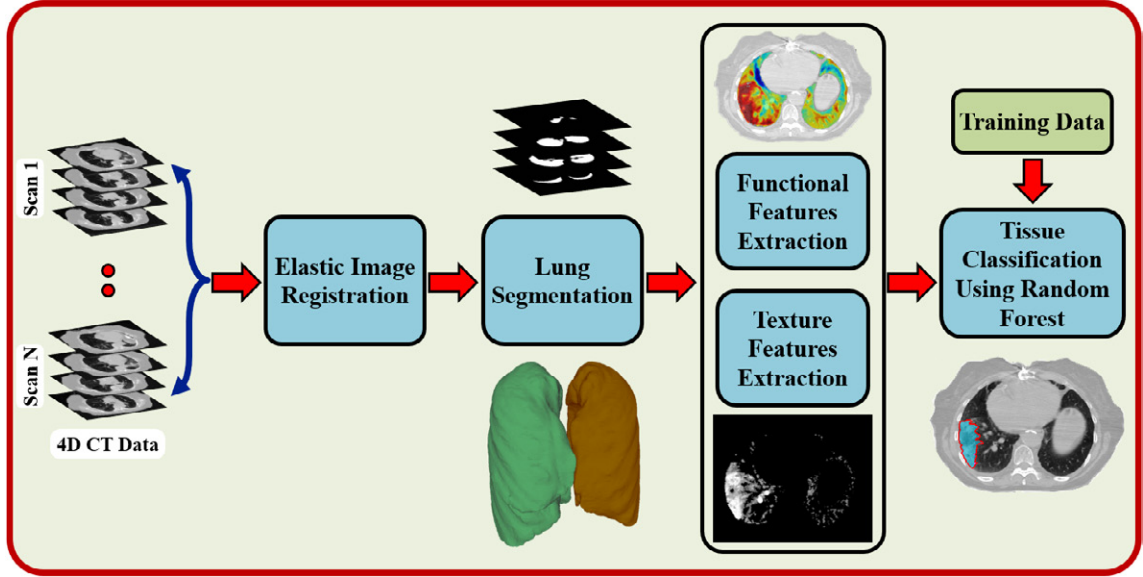 Scan 1
Scan N
4D CT Data
Elastic Image
Registration
Lung
Segmentation
Functional
Features
Extraction
Texture
Features
Extraction
Training Data
Tissue
Classification
Using Random
Forest